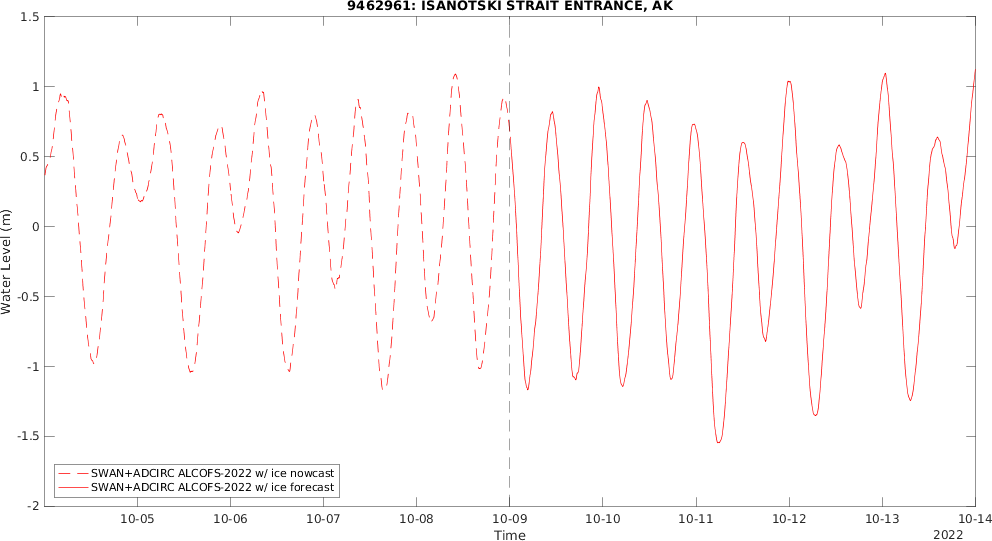 9462961: ISANOTSKI STRAIT ENTRANCE, AK
1.5
1
0.5
0
-0.5
-1
-1.5
-2
Water Level (m)
SWAN+ADCIRC ALCOFS-2022 w/ ice nowcast
SWAN+ADCIRC ALCOFS-2022 w/ ice forecast
10-05 10-06 10-07 10-08 10-09 10-10 10-11 10-12 10-13 10-14
Time
2022